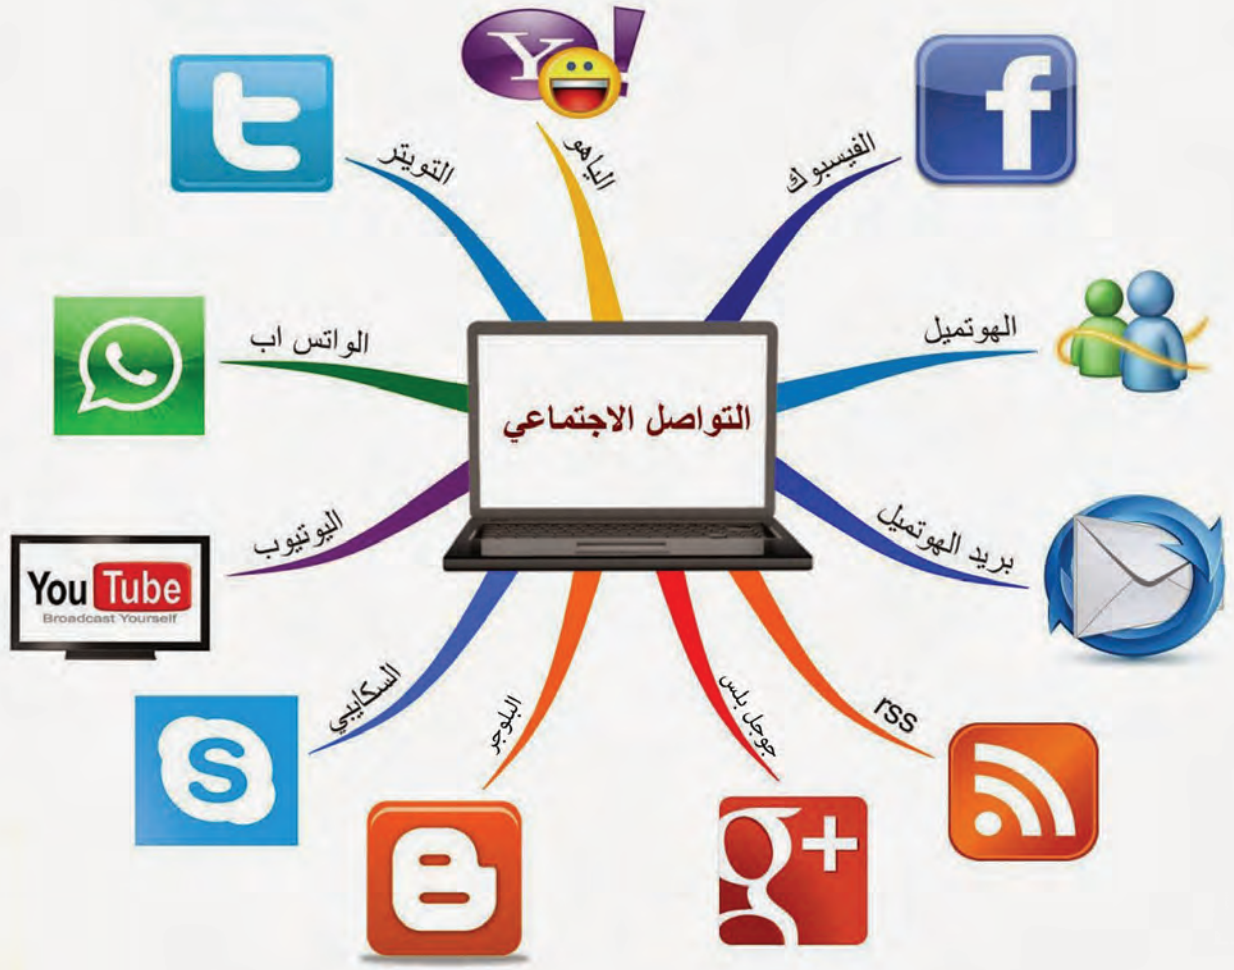 التواصل الاجتماعي
الفيسبوك
f
الياهو
Y!
التويتر
t
الهوتميل
الواتس اب
بريد الهوتميل
اليوتيوب
You Tube
Broadcast Yourself
rss
جوجل بلس
g+
البلوجر
B
السكايبي
S